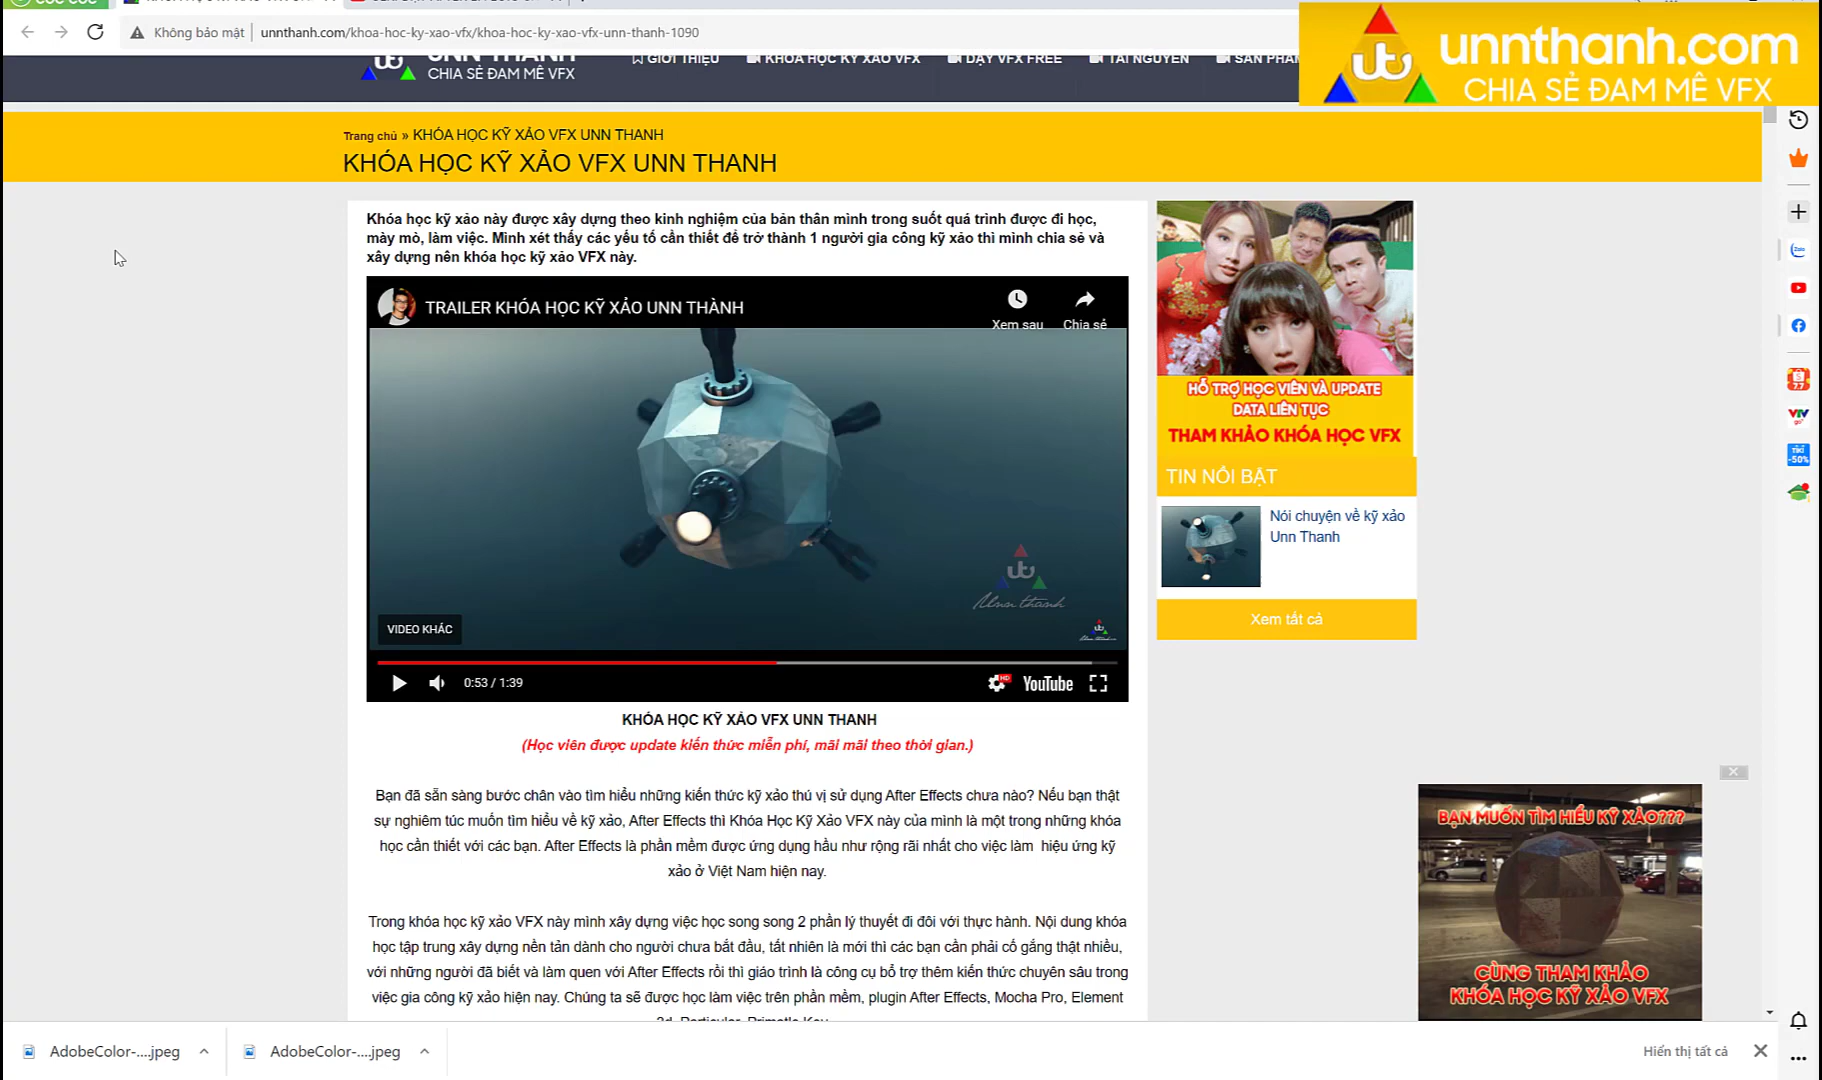 Không bảo mật
unnthanh.com/khoa-hoc-ky-xao-vfx/khoa-hoc-ky-xao-vfx-unn-thanh-1090
unnthanh.com
CHIA SẺ ĐAM MÊ VFX
UNN THANH
CHIA SẺ ĐAM MÊ VFX
GIỚI THIỆU
KHÓA HỌC KỸ XẢO VFX
DẠY VFX FREE
TÀI NGUYÊN
SẢN PHẨM
Trang chủ » KHÓA HỌC KỸ XẢO VFX UNN THANH
KHÓA HỌC KỸ XẢO VFX UNN THANH
Khóa học kỹ xảo này được xây dựng theo kinh nghiệm của bản thân mình trong suốt quá trình được đi học,
mày mò, làm việc. Mình xét thấy các yếu tố cần thiết để trở thành 1 người gia công kỹ xảo thì mình chia sẻ và
xây dựng nên khóa học kỹ xảo VFX này.
TRAILER KHÓA HỌC KỸ XẢO UNN THÀNH
Xem sau
Chia sẻ
ut
Unn thanh
VIDEO KHÁC
0:53 / 1:39
HD
YouTube
KHÓA HỌC KỸ XẢO VFX UNN THANH
(Học viên được update kiến thức miễn phí, mãi mãi theo thời gian.)
Bạn đã sẵn sàng bước chân vào tìm hiểu những kiến thức kỹ xảo thú vị sử dụng After Effects chưa nào? Nếu bạn thật
sự nghiêm túc muốn tìm hiểu về kỹ xảo, After Effects thì Khóa Học Kỹ Xảo VFX này của mình là một trong những khóa
học cần thiết với các bạn. After Effects là phần mềm được ứng dụng hầu như rộng rãi nhất cho việc làm hiệu ứng kỹ
xảo ở Việt Nam hiện nay.
Trong khóa học kỹ xảo VFX này mình xây dựng việc học song song 2 phần lý thuyết đi đôi với thực hành. Nội dung khóa
học tập trung xây dựng nền tản dành cho người chưa bắt đầu, tất nhiên là mới thì các bạn cần phải cố gắng thật nhiều,
với những người đã biết và làm quen với After Effects rồi thì giáo trình là công cụ bổ trợ thêm kiến thức chuyên sâu trong
việc gia công kỹ xảo hiện nay. Chúng ta sẽ được học làm việc trên phần mềm, plugin After Effects, Mocha Pro, Element
3d, Particular, Primatte Key
HỖ TRỢ HỌC VIÊN VÀ UPDATE
DATA LIÊN TỤC
THAM KHẢO KHÓA HỌC VFX
TIN NỔI BẬT
Nói chuyện về kỹ xảo
Unn Thanh
Xem tất cả
BẠN MUỐN TÌM HIỂU KỸ XẢO???
CÙNG THAM KHẢO
KHÓA HỌC KỸ XẢO VFX
Zalo
7.7
VTV
go
TIKI
-50%
AdobeColor-....jpeg
AdobeColor-....jpeg
Hiển thị tất cả